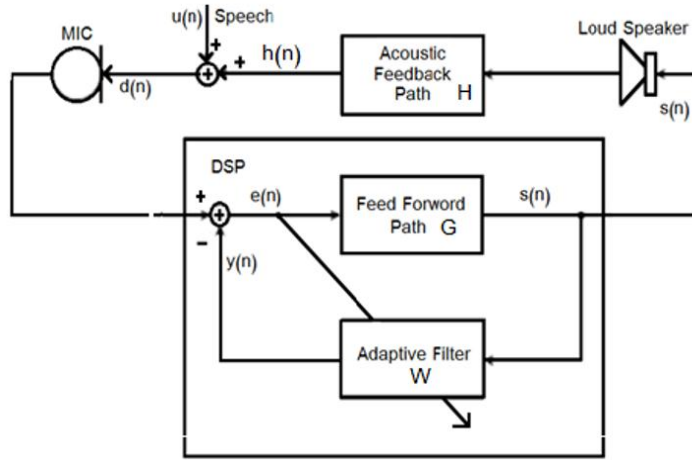 MIC
u(n) Speech
+
+
h(n)
d(n)
Acoustic
Feedback
Path H
Loud Speaker
s(n)
DSP
+
-
e(n)
y(n)
Feed Forword
Path G
s(n)
Adaptive Filter
W